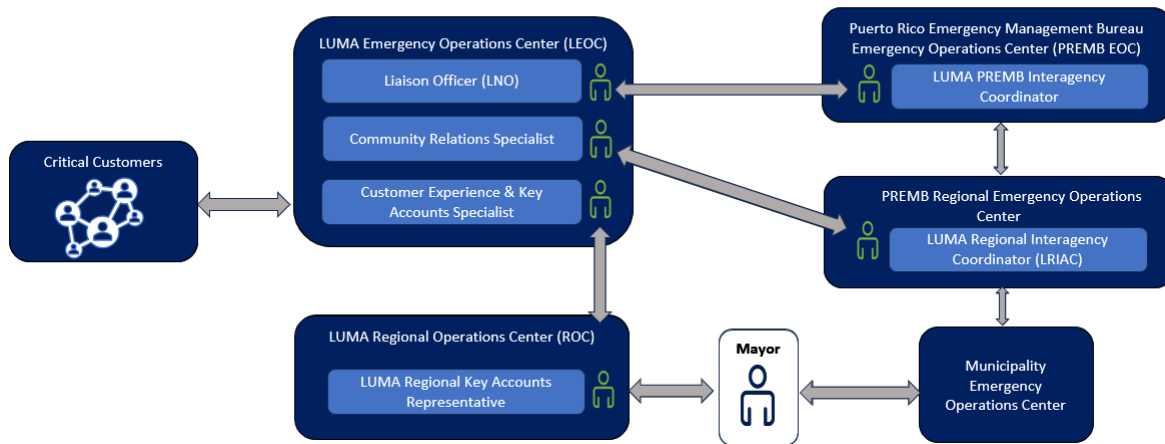 LUMA Emergency Operations Center (LEOC)
Liaison Officer (LNO)
Community Relations Specialist
Customer Experience & Key
Accounts Specialist
Puerto Rico Emergency Management Bureau
Emergency Operations Center (PREMB EOC)
LUMA PREMB Interagency
Coordinator
Critical Customers
PREMB Regional Emergency Operations
Center
LUMA Regional Interagency
Coordinator (LRIAC)
LUMA Regional Operations Center (ROC)
LUMA Regional Key Accounts
Representative
Mayor
Municipality
Emergency
Operations Center